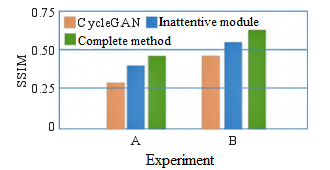 0.75
CycleGAN Inattentive module
Complete method
0.50
0.25
0
SSIM
A B
Experiment